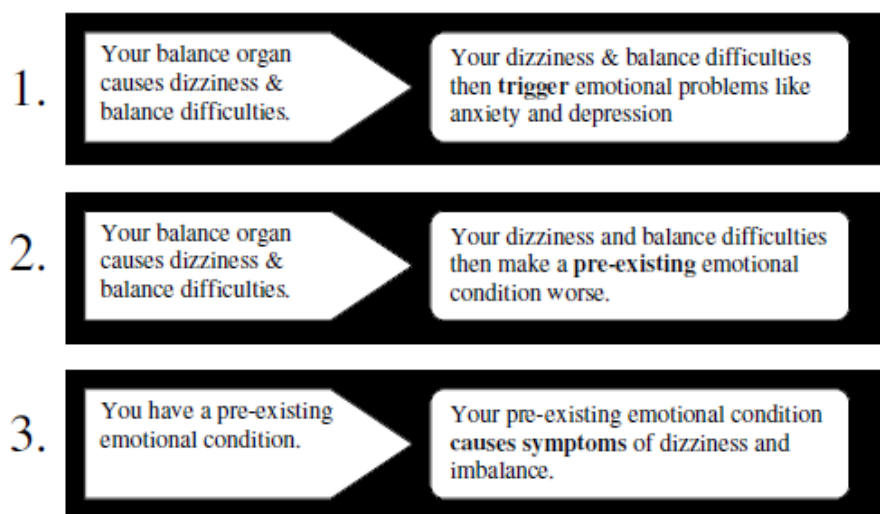 1.
Your balance organ
causes dizziness &
balance difficulties.
Your dizziness & balance difficulties
then trigger emotional problems like
anxiety and depression
2.
Your balance organ
causes dizziness &
balance difficulties.
Your dizziness and balance difficulties
then make a pre-existing emotional
condition worse.
3.
You have a pre-existing
emotional condition.
Your pre-existing emotional condition
causes symptoms of dizziness and
imbalance.